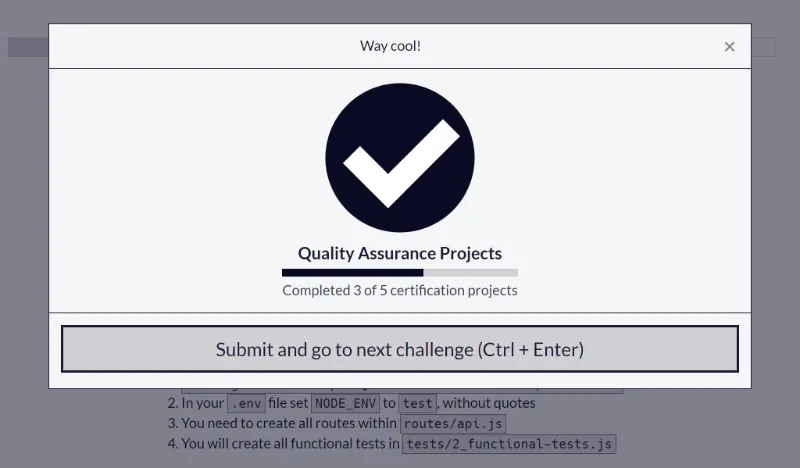 Way cool!
×
Quality Assurance Projects
Completed 3 of 5 certification projects
Submit and go to next challenge (Ctrl + Enter)
2. In your .env file set NODE_ENV to test, without quotes
3. You need to create all routes within routes/api.js
4. You will create all functional tests in tests/2_functional-tests.js